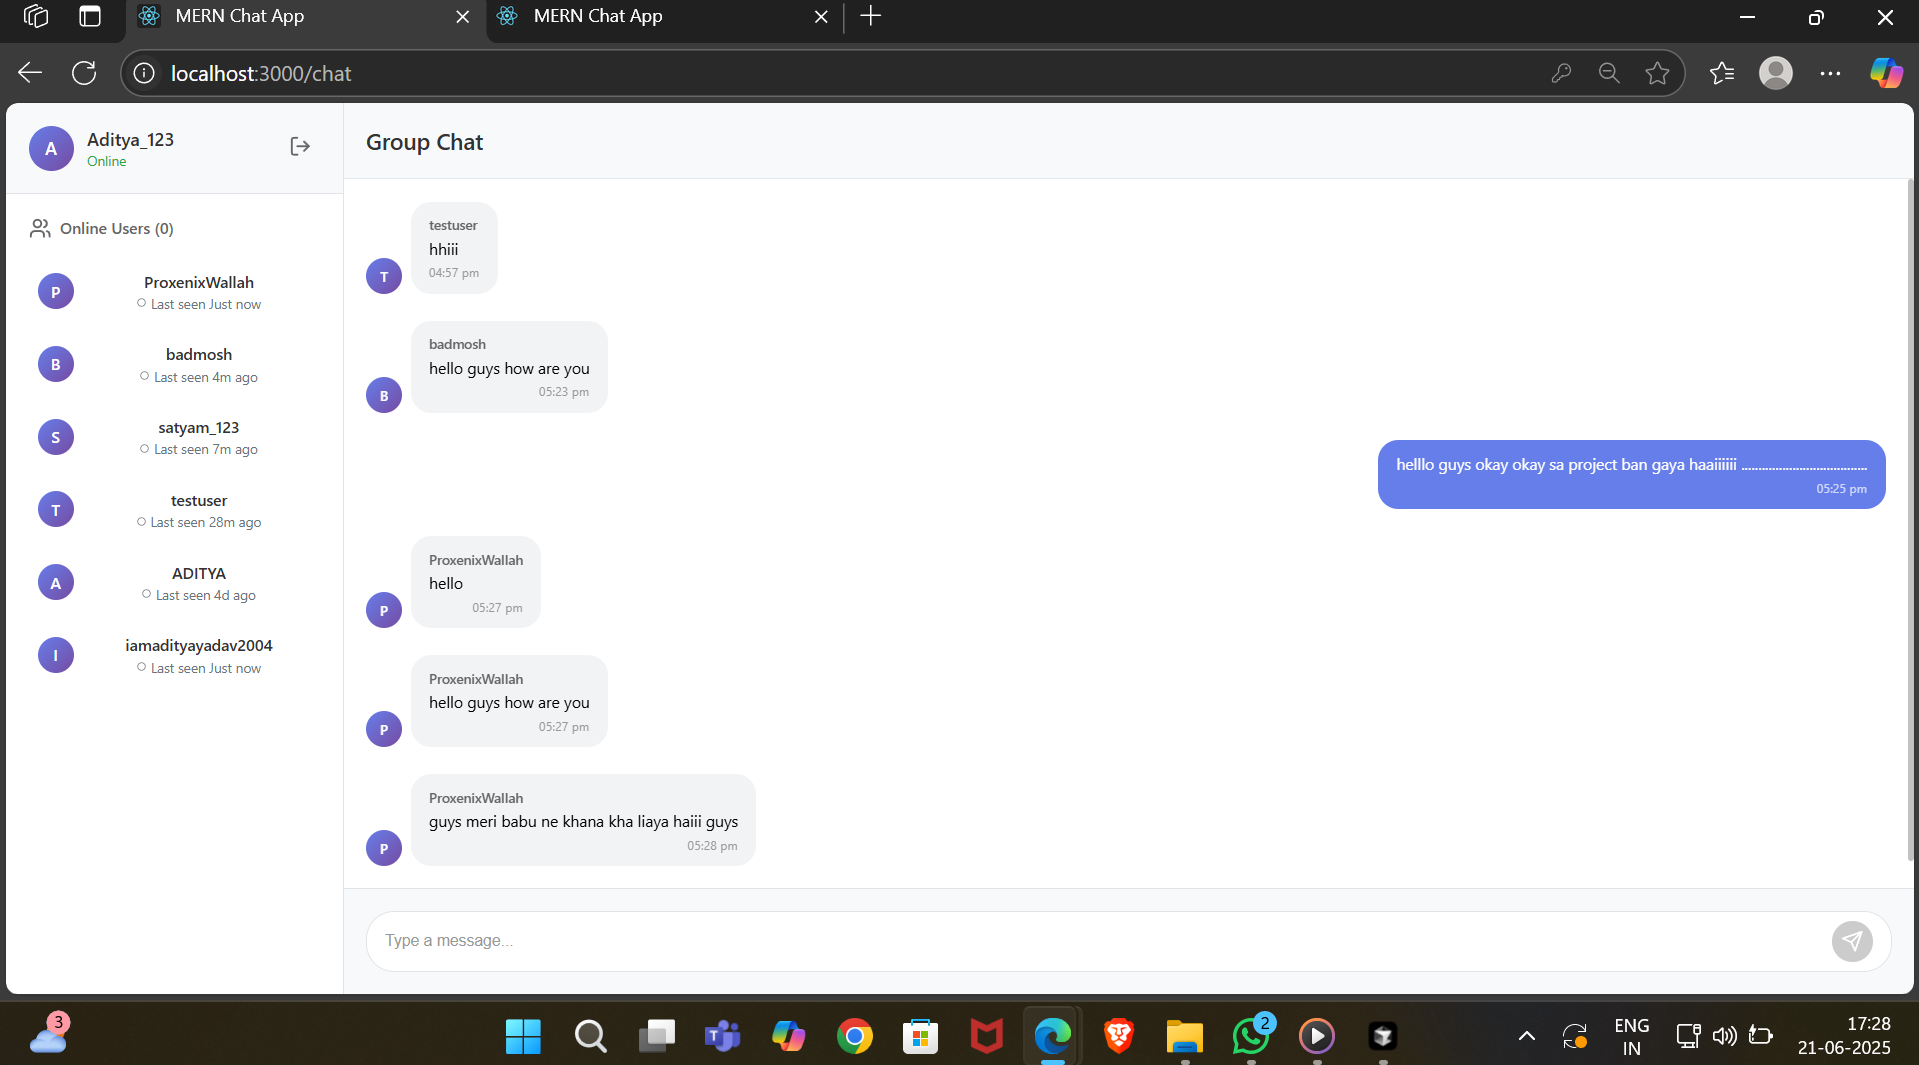 MERN Chat App
MERN Chat App
localhost:3000/chat
A
Aditya_123
Online
Online Users (0)
P
ProxenixWallah
Last seen Just now
B
badmosh
Last seen 4m ago
S
satyam_123
Last seen 7m ago
T
testuser
Last seen 28m ago
A
ADITYA
Last seen 4d ago
I
iamadityayadav2004
Last seen Just now
Group Chat
testuser
hhiii
04:57 pm
T
badmosh
hello guys how are you
05:23 pm
B
helllo guys okay okay sa project ban gaya haaiiiiii .....................................
05:25 pm
ProxenixWallah
hello
05:27 pm
P
ProxenixWallah
hello guys how are you
05:27 pm
P
ProxenixWallah
guys meri babu ne khana kha liaya haiii guys
05:28 pm
P
Type a message...
3
2
ENG
IN
17:28
21-06-2025